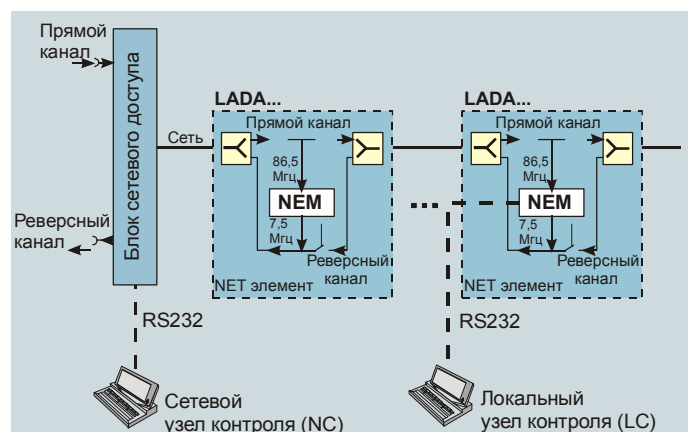 Прямой
канал
Реверсный
канал
Блок сетевого доступа
Сеть
LADA...
Прямой канал
86,5
Мгц
NEM
7,5
Мгц
Реверсный
канал
NET элемент
...
LADA...
Прямой канал
86,5
Мгц
NEM
7,5
Мгц
Реверсный
канал
NET элемент
RS232
RS232
Сетевой
узел контроля (NC)
Локальный
узел контроля (LC)